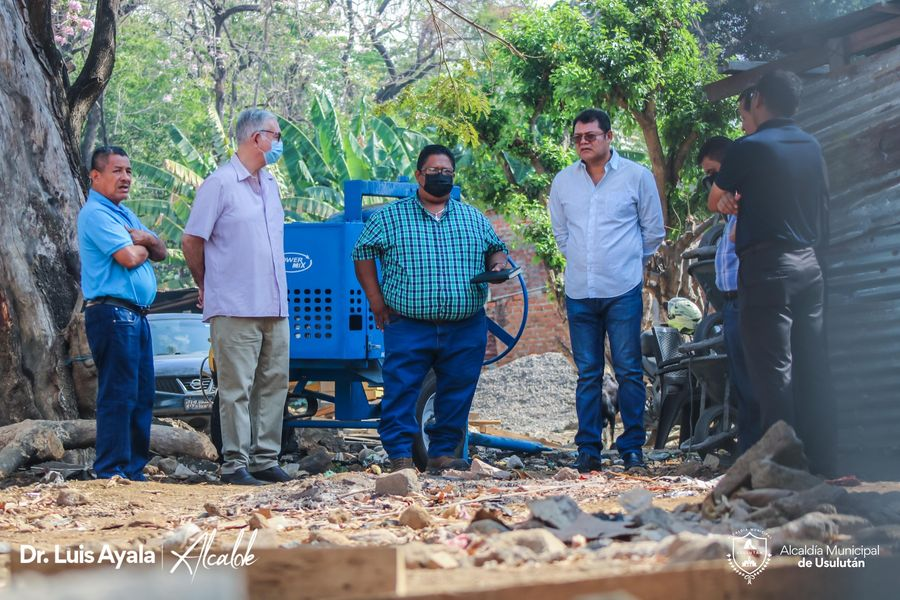 POWER
MIX
Dr. Luis Ayala | Alcalde
Alcaldía Municipal
de Usulután